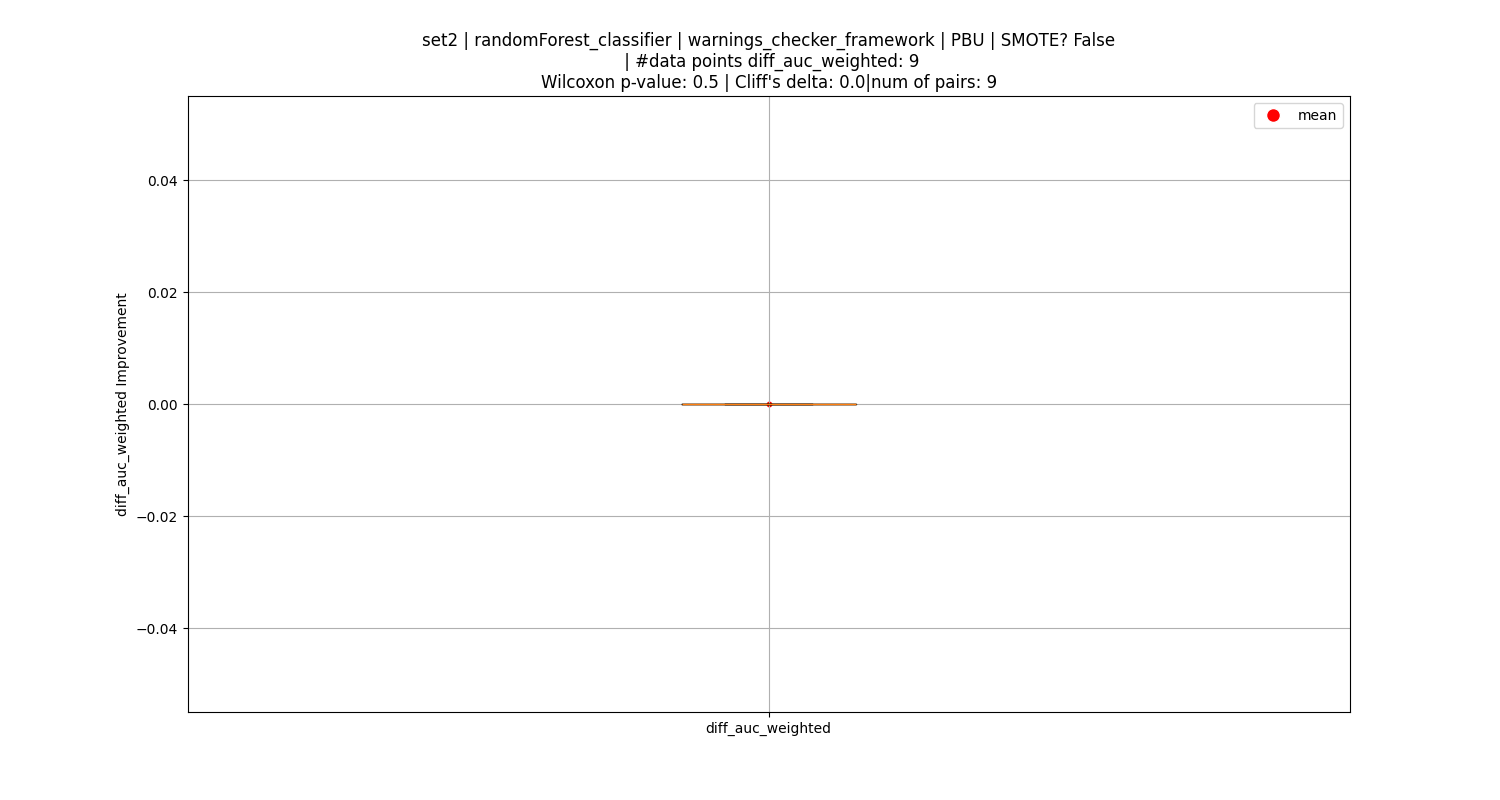 set2 | randomForest_classifier | warnings_checker_framework | PBU | SMOTE? False
| #data points diff_auc_weighted: 9
Wilcoxon p-value: 0.5 | Cliff's delta: 0.0|num of pairs: 9
mean
0.04
0.02
0.00
−0.02
−0.04
diff_auc_weighted Improvement
diff_auc_weighted